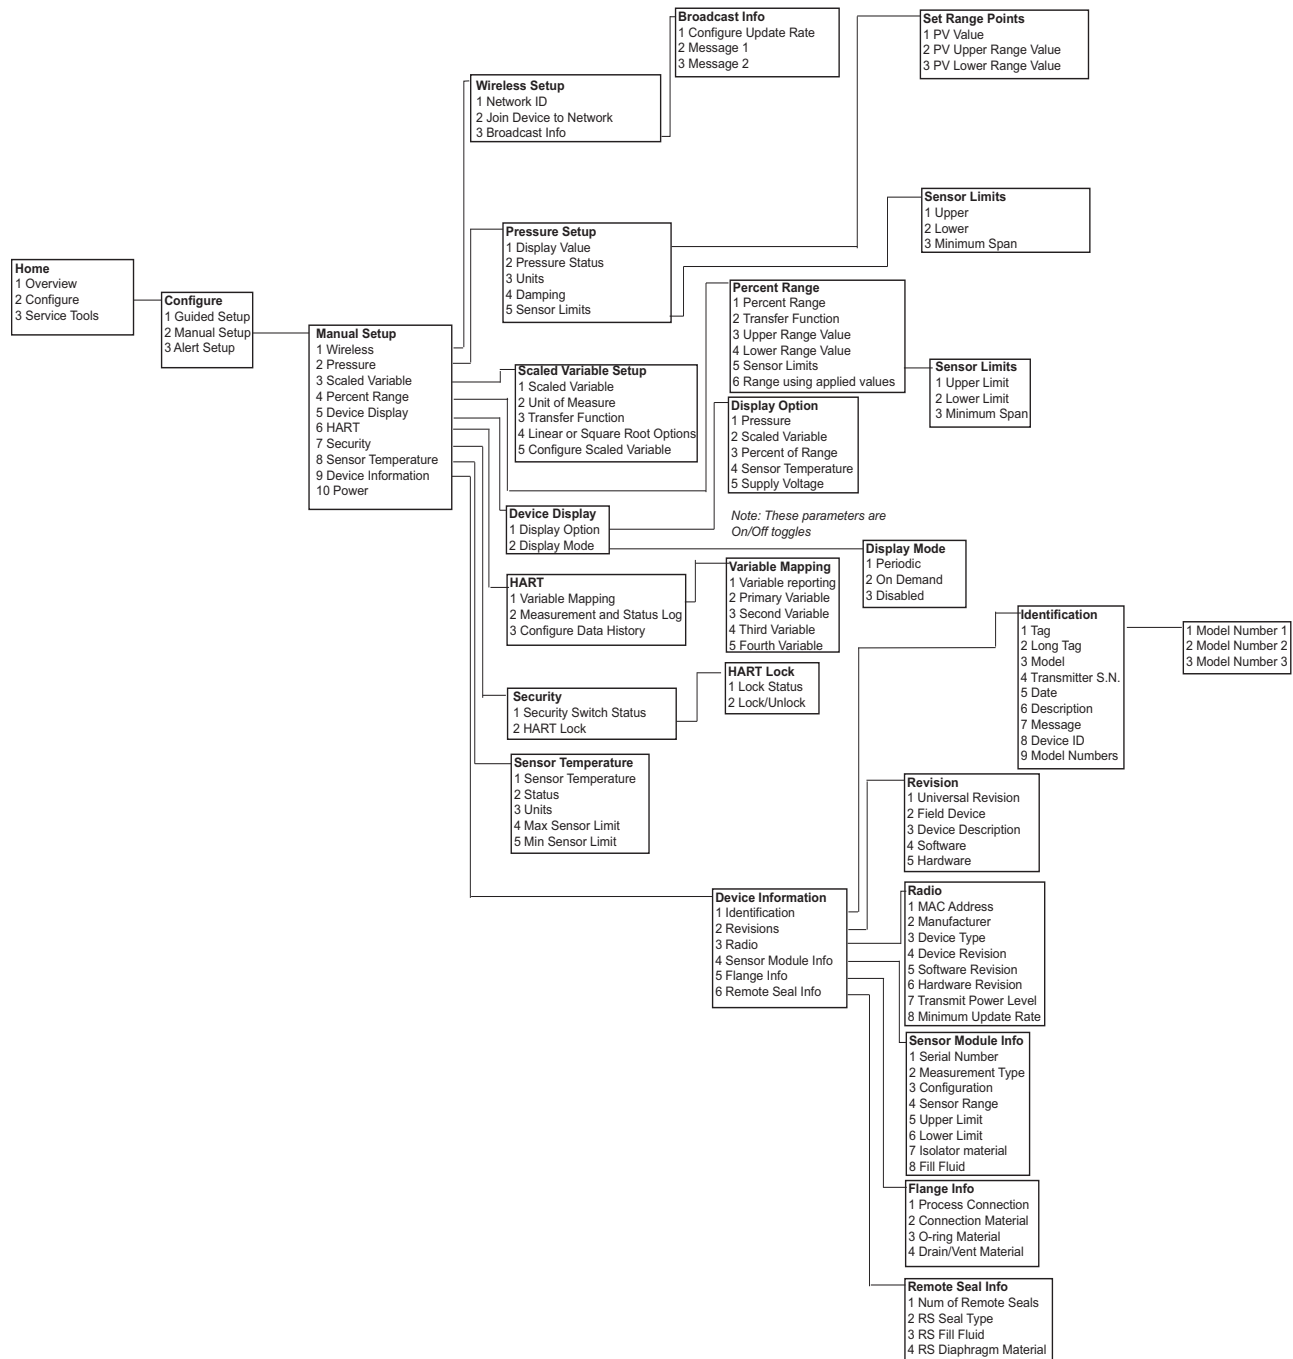 Home
1 Overview
2 Configure
3 Service Tools
Configure
1 Guided Setup
2 Manual Setup
3 Alert Setup
Manual Setup
1 Wireless
2 Pressure
3 Scaled Variable
4 Percent Range
5 Device Display
6 HART
7 Security
8 Sensor Temperature
9 Device Information
10 Power
Wireless Setup
1 Network ID
2 Join Device to Network
3 Broadcast Info
Broadcast Info
1 Configure Update Rate
2 Message 1
3 Message 2
Pressure Setup
1 Display Value
2 Pressure Status
3 Units
4 Damping
5 Sensor Limits
Set Range Points
1 PV Value
2 PV Upper Range Value
3 PV Lower Range Value
Sensor Limits
1 Upper
2 Lower
3 Minimum Span
Scaled Variable Setup
1 Scaled Variable
2 Unit of Measure
3 Transfer Function
4 Linear or Square Root Options
5 Configure Scaled Variable
Percent Range
1 Percent Range
2 Transfer Function
3 Upper Range Value
4 Lower Range Value
5 Sensor Limits
6 Range using applied values
Sensor Limits
1 Upper Limit
2 Lower Limit
3 Minimum Span
Device Display
1 Display Option
2 Display Mode
Display Option
1 Pressure
2 Scaled Variable
3 Percent of Range
4 Sensor Temperature
5 Supply Voltage
Note: These parameters are
On/Off toggles
Display Mode
1 Periodic
2 On Demand
3 Disabled
HART
1 Variable Mapping
2 Measurement and Status Log
3 Configure Data History
Variable Mapping
1 Variable reporting
2 Primary Variable
3 Second Variable
4 Third Variable
5 Fourth Variable
Security
1 Security Switch Status
2 HART Lock
HART Lock
1 Lock Status
2 Lock/Unlock
Sensor Temperature
1 Sensor Temperature
2 Status
3 Units
4 Max Sensor Limit
5 Min Sensor Limit
Device Information
1 Identification
2 Revisions
3 Radio
4 Sensor Module Info
5 Flange Info
6 Remote Seal Info
Identification
1 Tag
2 Long Tag
3 Model
4 Transmitter S.N.
5 Date
6 Description
7 Message
8 Device ID
9 Model Numbers
1 Model Number 1
2 Model Number 2
3 Model Number 3
Revision
1 Universal Revision
2 Field Device
3 Device Description
4 Software
5 Hardware
Radio
1 MAC Address
2 Manufacturer
3 Device Type
4 Device Revision
5 Software Revision
6 Hardware Revision
7 Transmit Power Level
8 Minimum Update Rate
Sensor Module Info
1 Serial Number
2 Measurement Type
3 Configuration
4 Sensor Range
5 Upper Limit
6 Lower Limit
7 Isolator material
8 Fill Fluid
Flange Info
1 Process Connection
2 Connection Material
3 O-ring Material
4 Drain/Vent Material
Remote Seal Info
1 Num of Remote Seals
2 RS Seal Type
3 RS Fill Fluid
4 RS Diaphragm Material